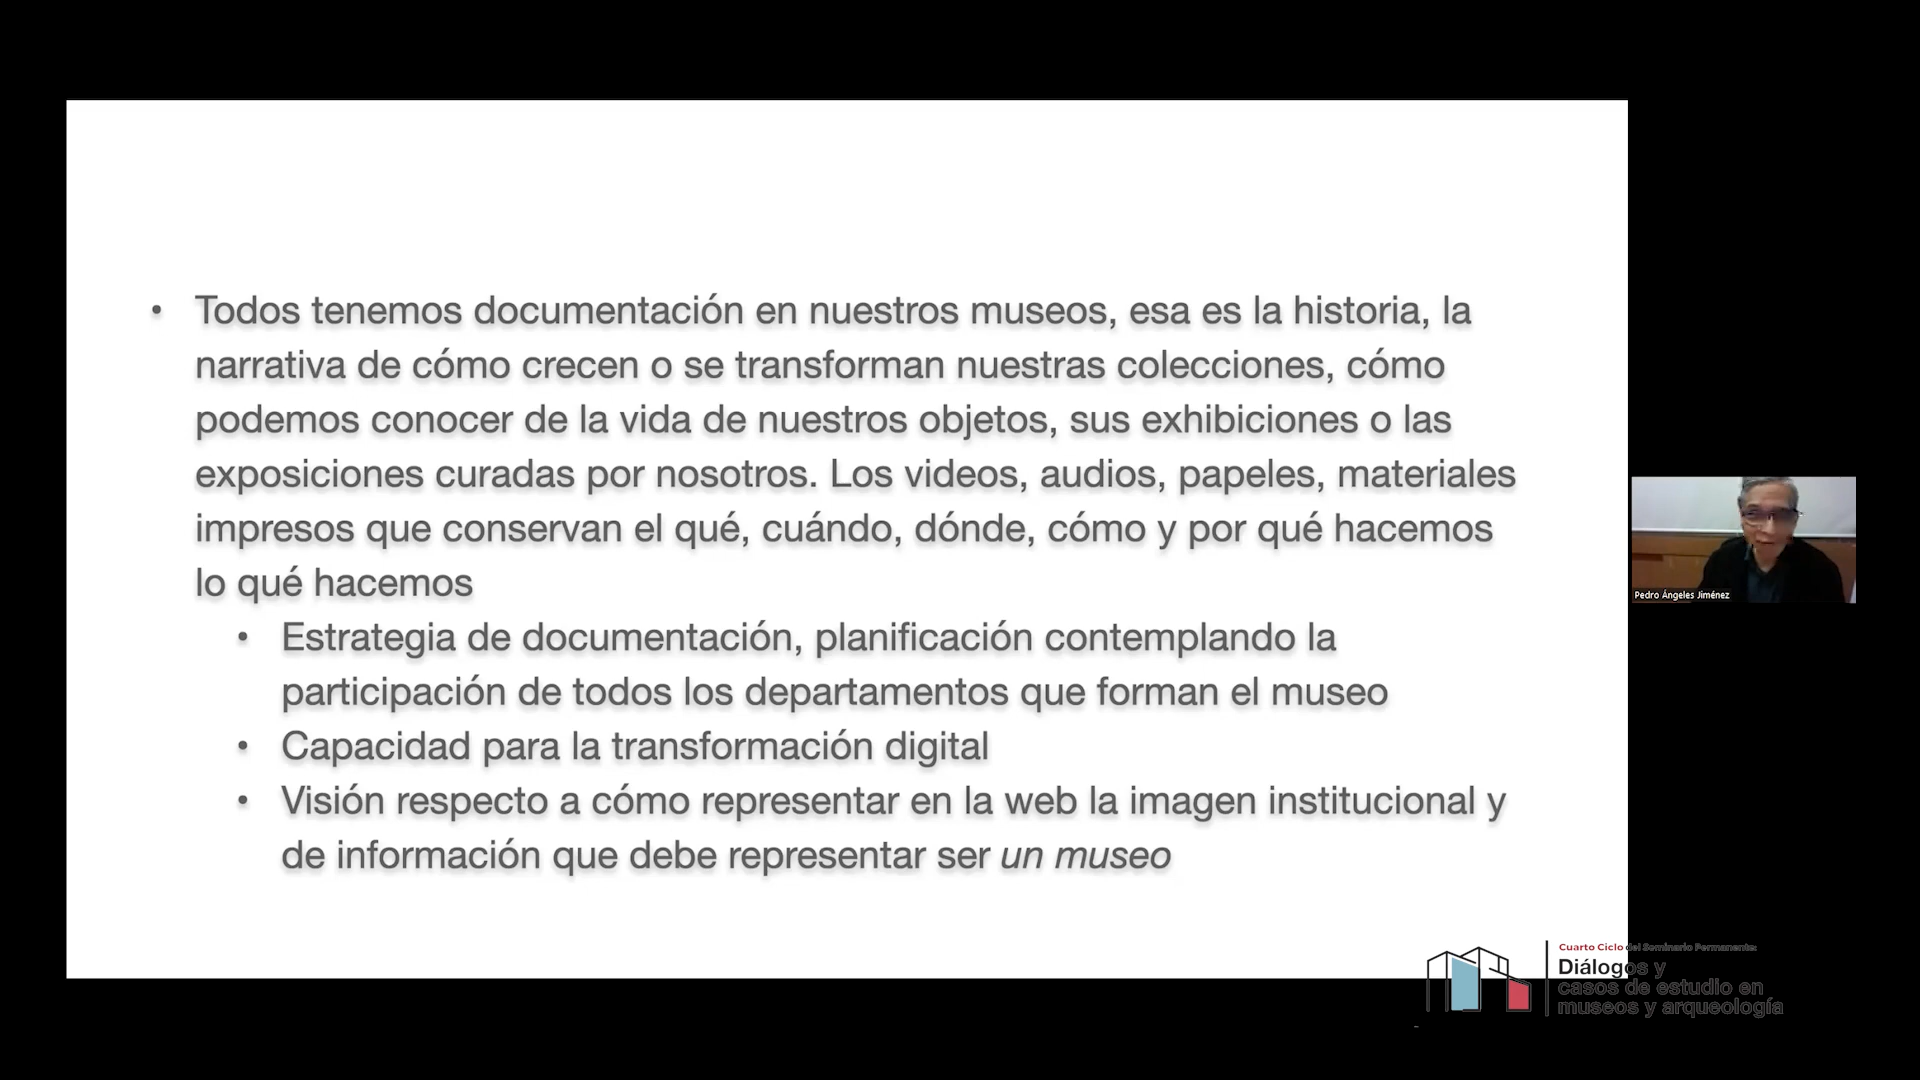 • Todos tenemos documentación en nuestros museos, esa es la historia, la
narrativa de cómo crecen o se transforman nuestras colecciones, cómo
podemos conocer de la vida de nuestros objetos, sus exhibiciones o las
exposiciones curadas por nosotros. Los videos, audios, papeles, materiales
impresos que conservan el qué, cuándo, dónde, cómo y por qué hacemos
lo qué hacemos
• Estrategia de documentación, planificación contemplando la
participación de todos los departamentos que forman el museo
• Capacidad para la transformación digital
• Visión respecto a cómo representar en la web la imagen institucional y
de información que debe representar ser un museo
Pedro Ángeles Jiménez
Cuarto Ciclo del Seminario Permanente:
Diálogos y
casos de estudio en
museos y arqueología